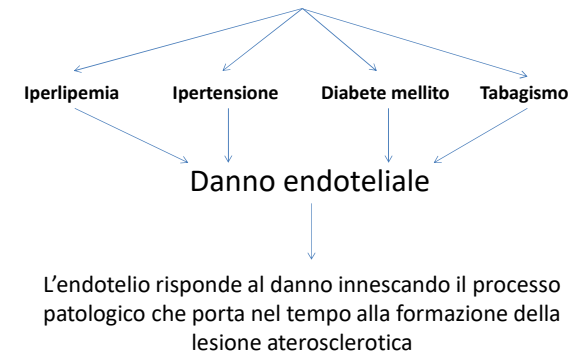 Iperlipemia Ipertensione Diabete mellito Tabagismo
Danno endoteliale
L'endotelio risponde al danno innescando il processo
patologico che porta nel tempo alla formazione della
lesione aterosclerotica